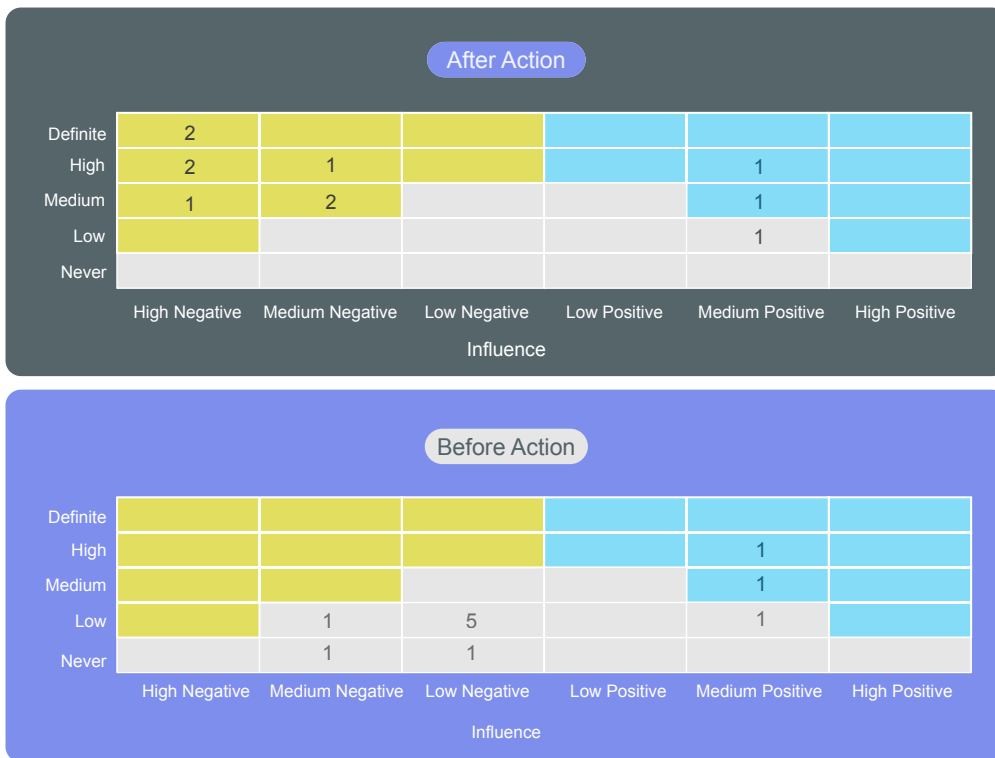 After Action
Definite 2
High 2 1 1
Medium 1 2 1
Low 1
Never
High Negative Medium Negative Low Negative Low Positive Medium Positive High Positive
Influence
Before Action
Definite
High 1
Medium 1
Low 1 5 1
Never 1 1
High Negative Medium Negative Low Negative Low Positive Medium Positive High Positive
Influence